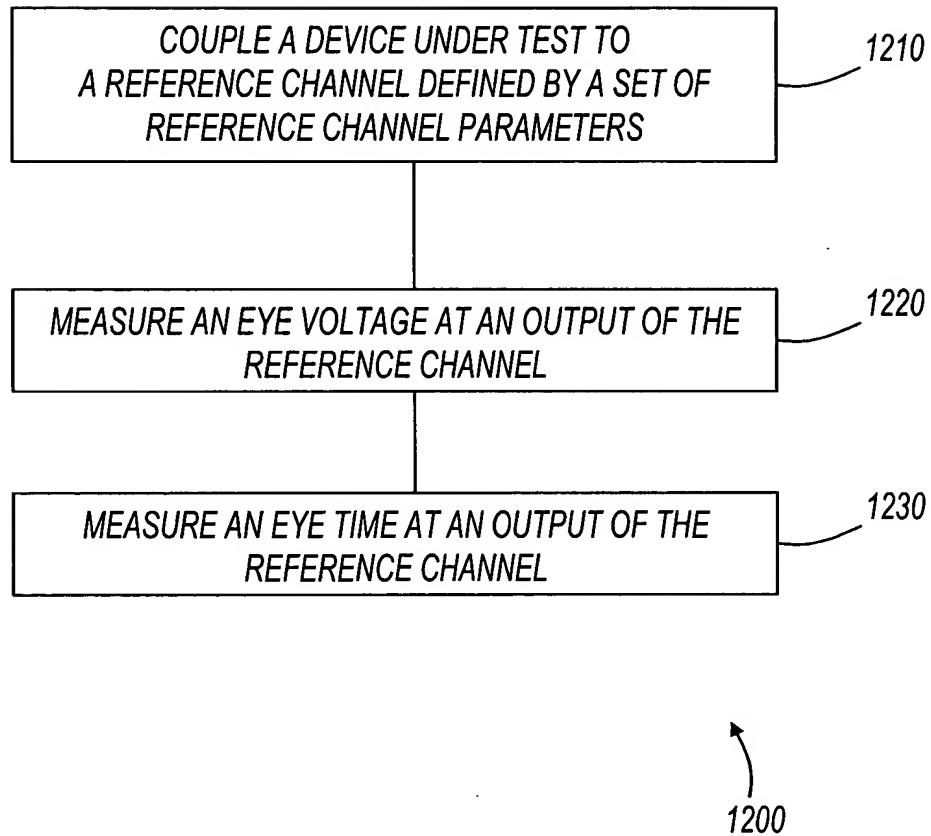 COUPLE A DEVICE UNDER TEST TO
A REFERENCE CHANNEL DEFINED BY A SET OF
REFERENCE CHANNEL PARAMETERS
1210
MEASURE AN EYE VOLTAGE AT AN OUTPUT OF THE
REFERENCE CHANNEL
1220
MEASURE AN EYE TIME AT AN OUTPUT OF THE
REFERENCE CHANNEL
1230
1200